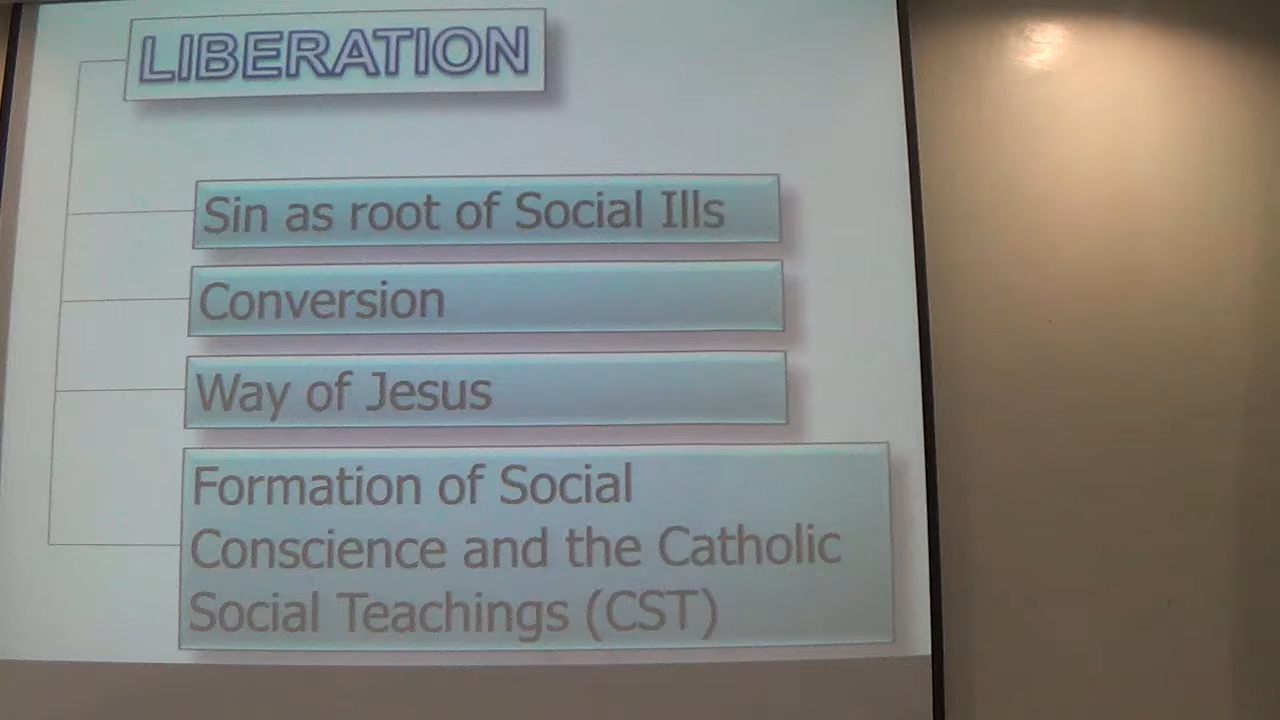 LIBERATION
Sin as root of Social Ills
Conversion
Way of Jesus
Formation of Social
Conscience and the Catholic
Social Teachings (CST)